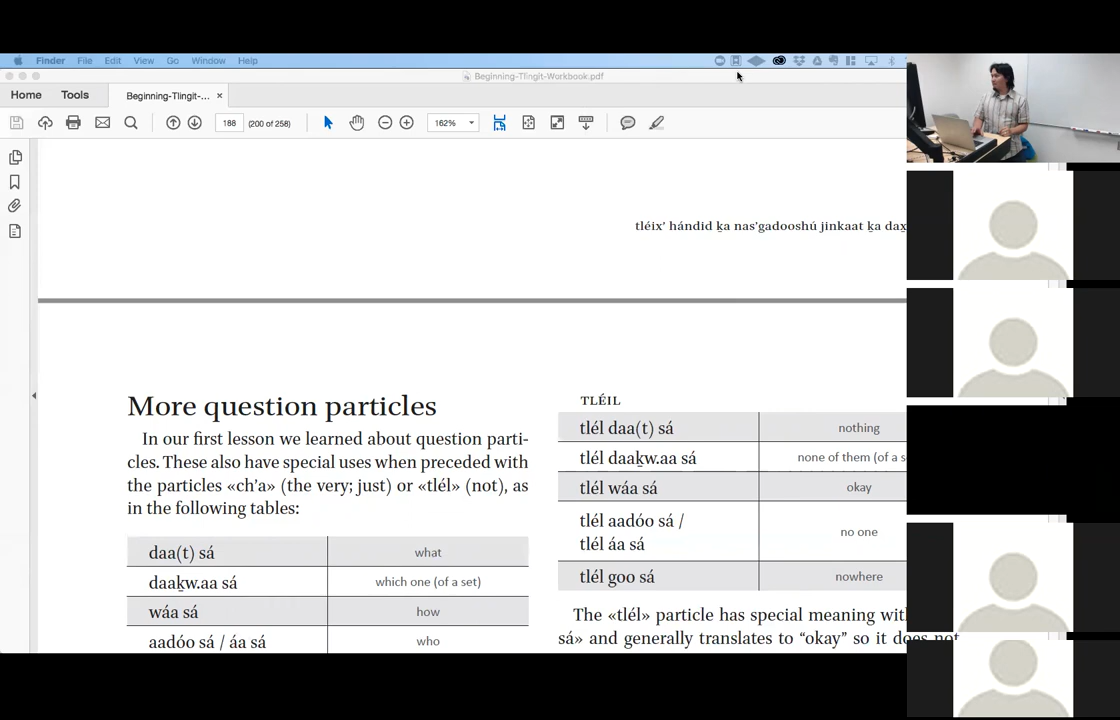 Finder File Edit View Go Window Help
Beginning-Tlingit-Workbook.pdf
Home Tools Beginning-Tlingit-... ×
188 (200 of 258) 162%
tléix' hándid ḵa nas'gadooshú jinkaat ḵa dax̱
More question particles
In our first lesson we learned about question parti-
cles. These also have special uses when preceded with
the particles «ch'a» (the very; just) or «tlél» (not), as
in the following tables:
daa(t) sá what
daaḵw.aa sá which one (of a set)
wáa sá how
aadóo sá / áa sá who
TLÉIL
tlél daa(t) sá nothing
tlél daaḵw.aa sá none of them (of a s
tlél wáa sá okay
tlél aadóo sá /
tlél áa sá no one
tlél goo sá nowhere
The «tlél» particle has special meaning wit
sá» and generally translates to “okay” so it does not